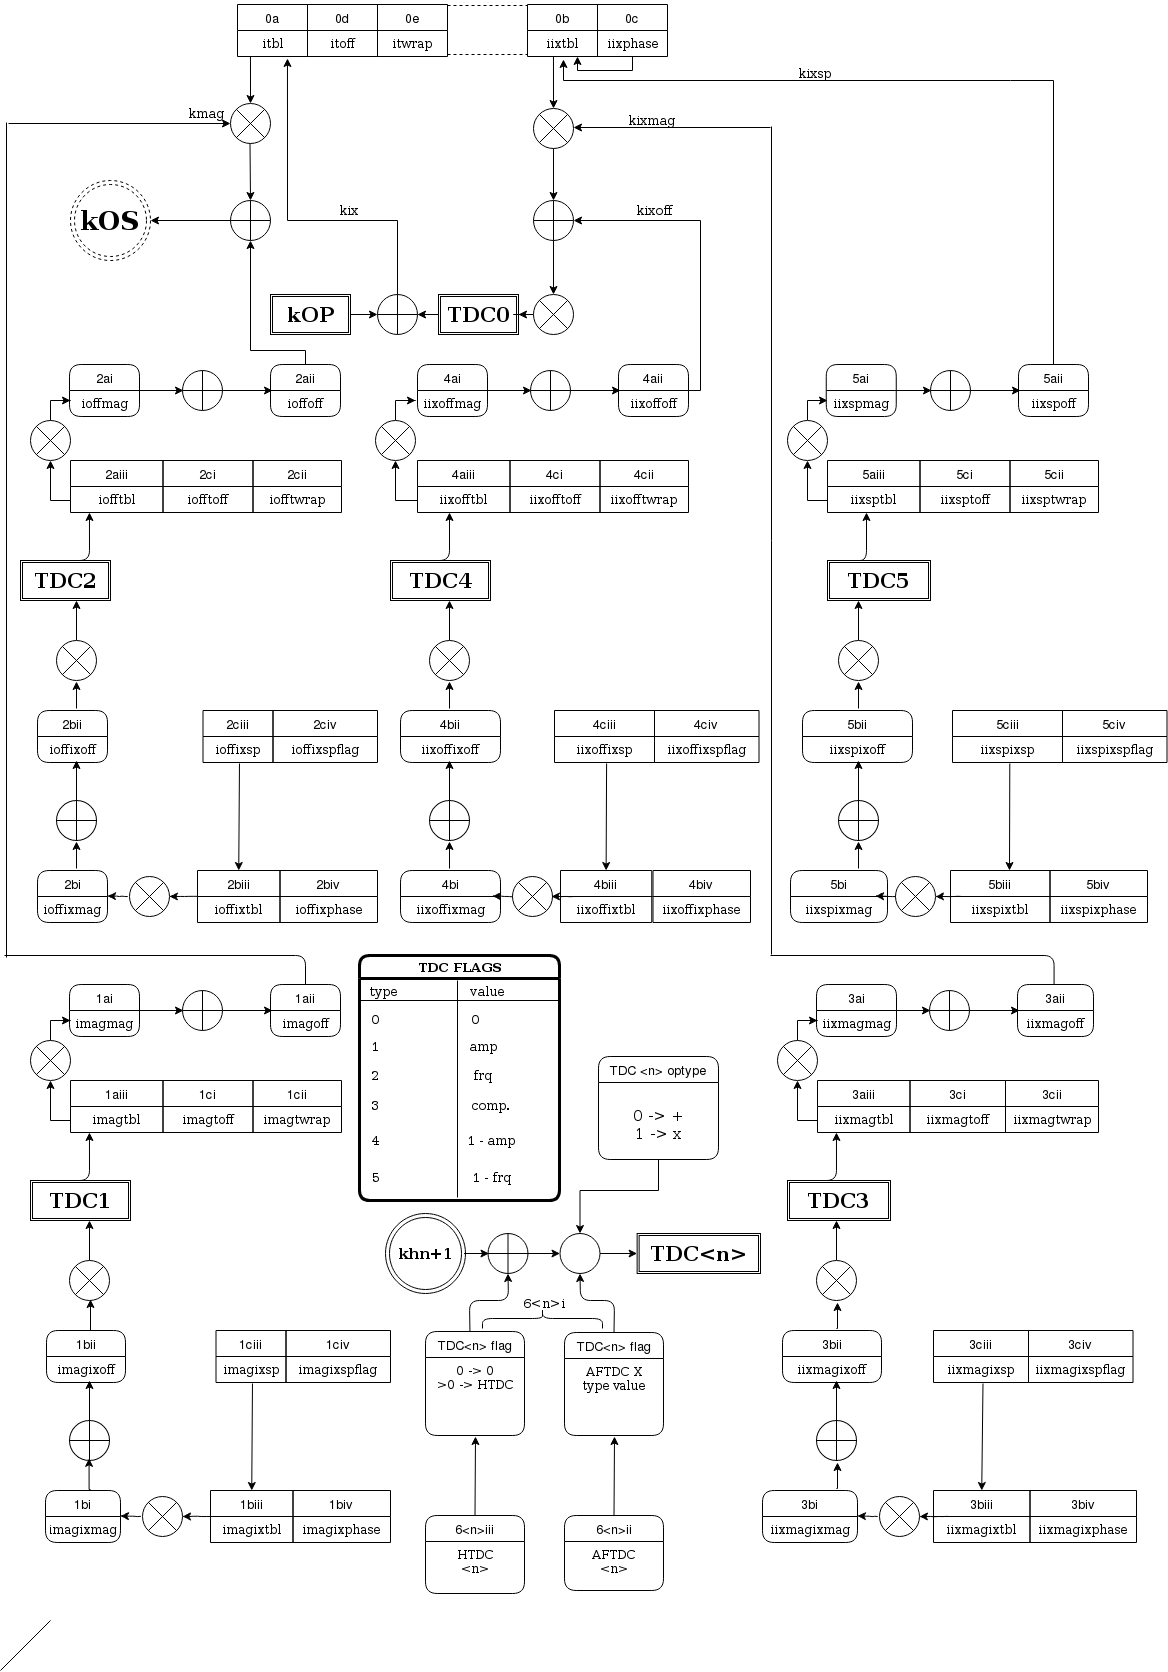 0a 0d 0e 0b 0c
itbl itoff itwrap iixtbl iixphase
kixsp
kmag kixmag
kix kixoff
kOS
kOP TDC0
2ai 2aii 4ai 4aii 5ai 5aii
ioffmag ioffoff iixoffmag iixoffoff iixspmag iixspoff
2aiii 2ci 2cii 4aiii 4ci 4cii 5aiii 5ci 5cii
iofftbl iofftoff iofftwrap iixofftbl iixofftoff iixofftwrap iixsptbl iixsptoff iixsptwrap
TDC2 TDC4 TDC5
2bii 2ciii 2civ 4bii 4ciii 4civ 5bii 5ciii 5civ
ioffixoff ioffixsp ioffixspflag iixoffixoff iixoffixsp iixoffixspflag iixspixoff iixspixsp iixspixspflag
2bi 2biii 2biv 4bi 4biii 4biv 5bi 5biii 5biv
ioffixmag ioffixtbl ioffixphase iixoffixmag iixoffixtbl iixoffixphase iixspixmag iixspixtbl iixspixphase
1ai 1aii
imagmag imagoff
1aiii 1ci 1cii
imagtbl imagtoff imagtwrap
TDC1
1bii 1ciii 1civ
imagixoff imagixsp imagixspflag
1bi 1biii 1biv
imagixmag imagixtbl imagixphase
TDC FLAGS
type value
0 0
1 amp
2 frq
3 comp.
4 1 - amp
5 1 - frq
TDC <n> optype
0 -> +
1 -> x
khn+1 TDC<n>
6<n>i
TDC<n> flag
0 -> 0
>0 -> HTDC
TDC<n> flag
AFTDC X
type value
6<n>iii
HTDC
<n>
6<n>ii
AFTDC
<n>
3ai 3aii
iixmagmag iixmagoff
3aiii 3ci 3cii
iixmagtbl iixmagtoff iixmagtwrap
TDC3
3bii 3ciii 3civ
iixmagixoff iixmagixsp iixmagixspflag
3bi 3biii 3biv
iixmagixmag iixmagixtbl iixmagixphase